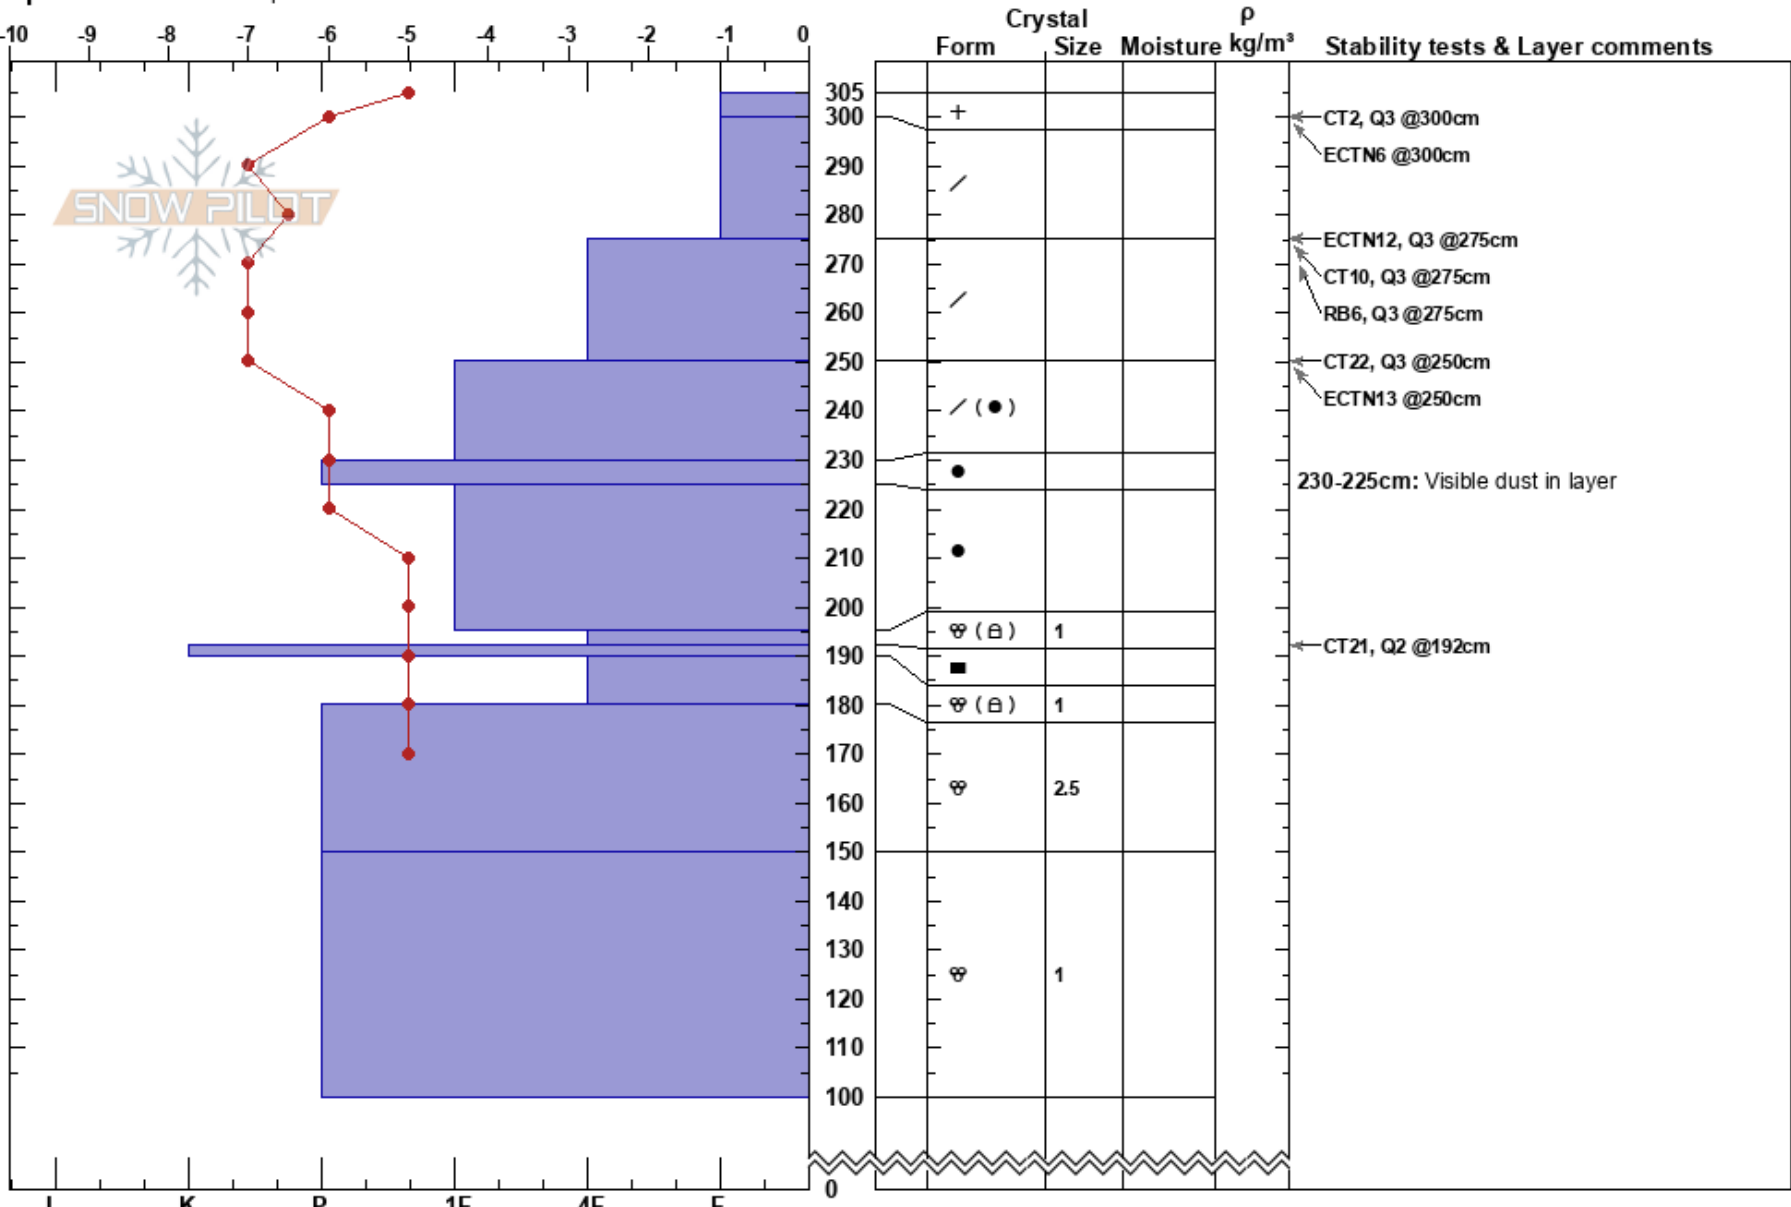 Crystal ρ
-10 -9 -8 -7 -6 -5 -4 -3 -2 -1 0 Form Size Moisture kg/m³ Stability tests & Layer comments
305
300 + CT2, Q3 @300cm
ECTN6 @300cm
290
SNOW PILOT
280
ECTN12, Q3 @275cm
270
CT10, Q3 @275cm
260 RB6, Q3 @275cm
250 CT22, Q3 @250cm
ECTN13 @250cm
240 ( )
230
230-225cm: Visible dust in layer
220
210
200
( ) 1
190 CT21, Q2 @192cm
180 ( ) 1
170
160 2.5
150
140
130
120 1
110
100
0
I K P 1F 4F F